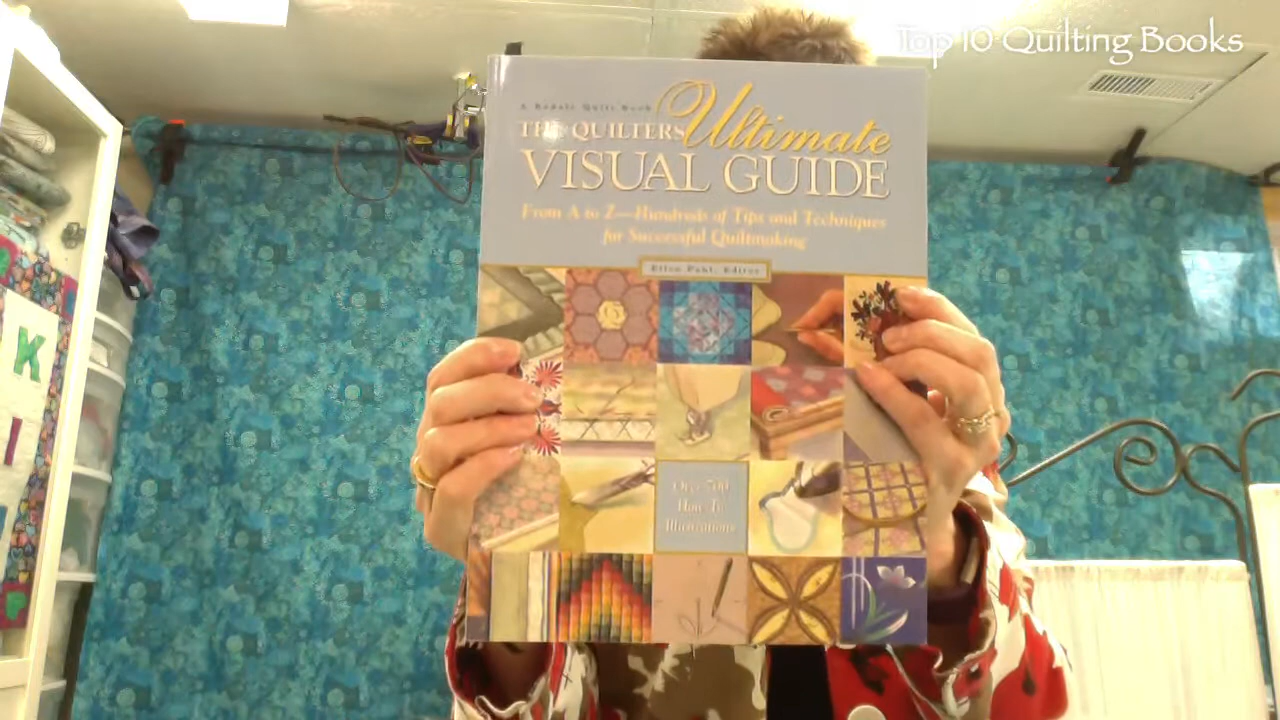 Top 10 Quilting Books
A Rodale Quilt Book
THE QUILTERS Ultimate
VISUAL GUIDE
From A to Z—Hundreds of Tips and Techniques
for Successful Quiltmaking
Ellen Pahl, Editor
Over 500
How-To
Illustrations
K
I
P